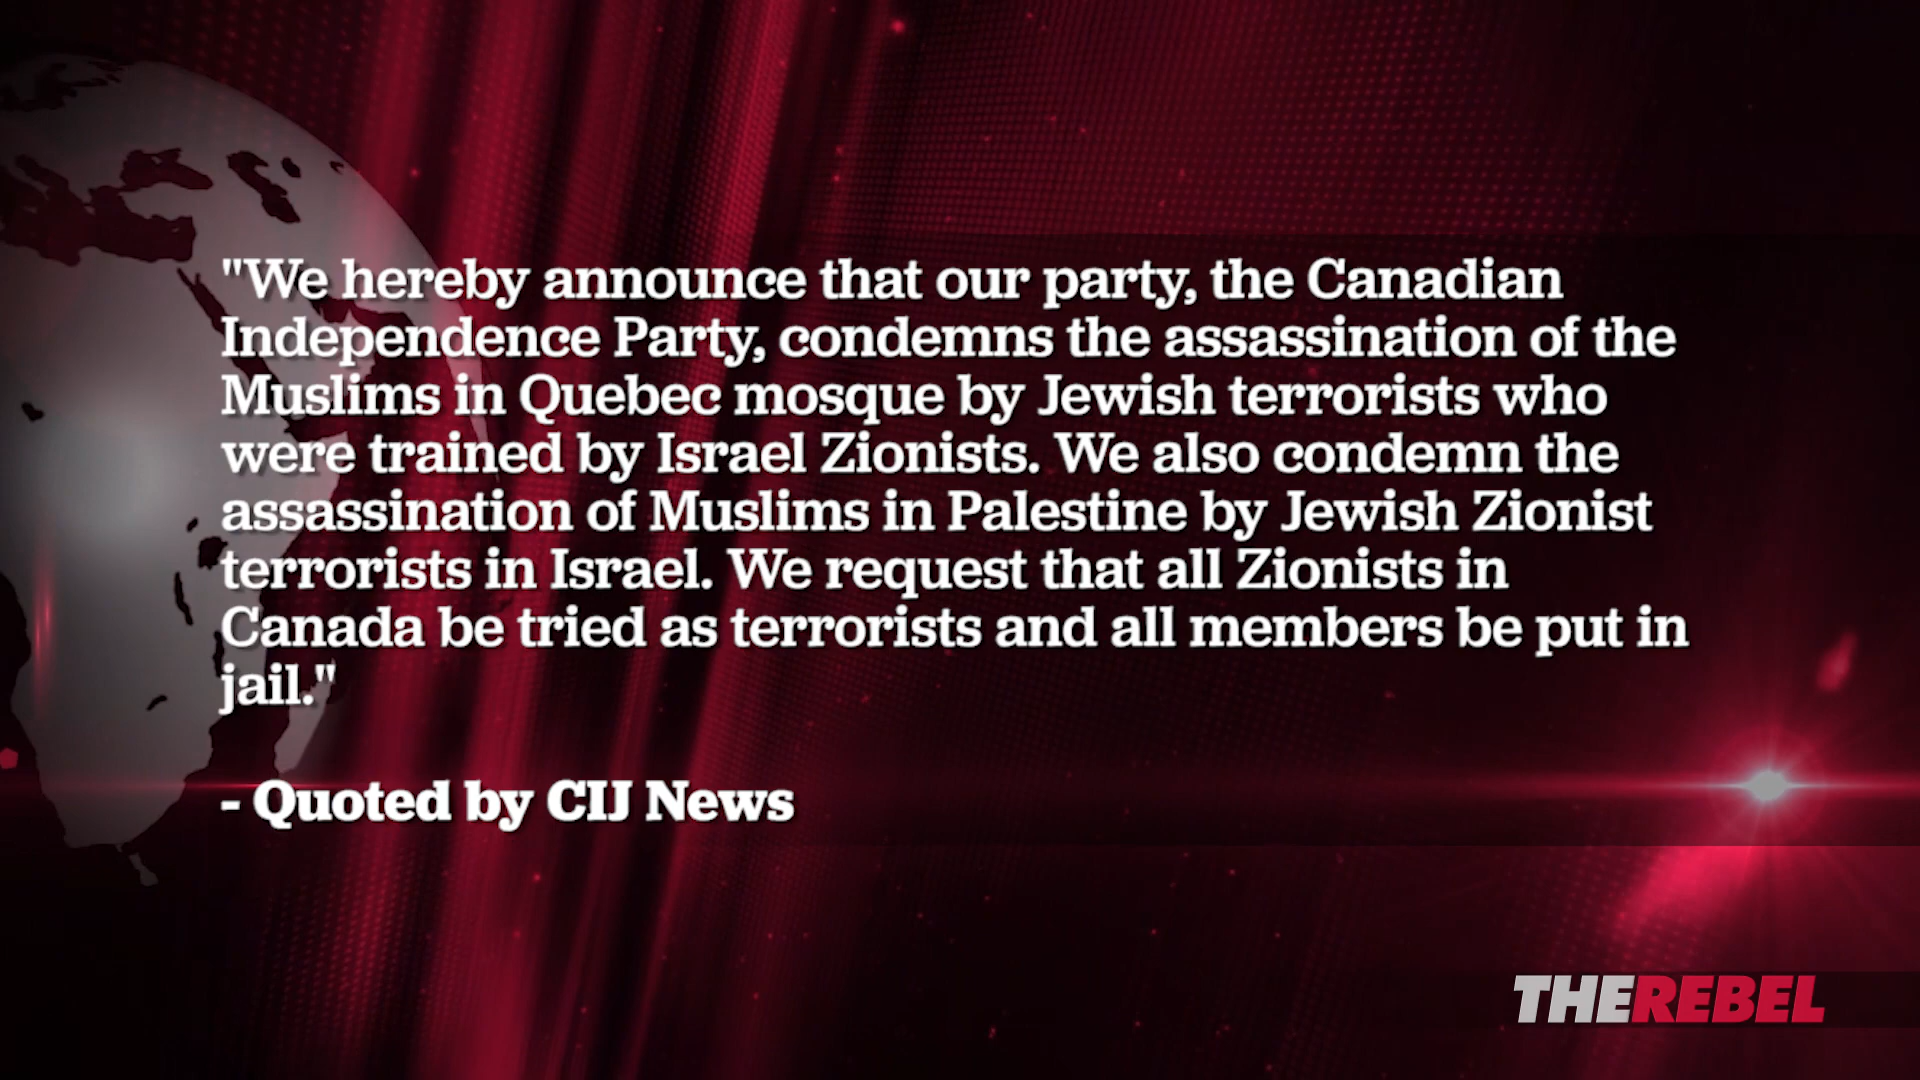 "We hereby announce that our party, the Canadian
Independence Party, condemns the assassination of the
Muslims in Quebec mosque by Jewish terrorists who
were trained by Israel Zionists. We also condemn the
assassination of Muslims in Palestine by Jewish Zionist
terrorists in Israel. We request that all Zionists in
Canada be tried as terrorists and all members be put in
jail."
- Quoted by CIJ News
THEREBEL